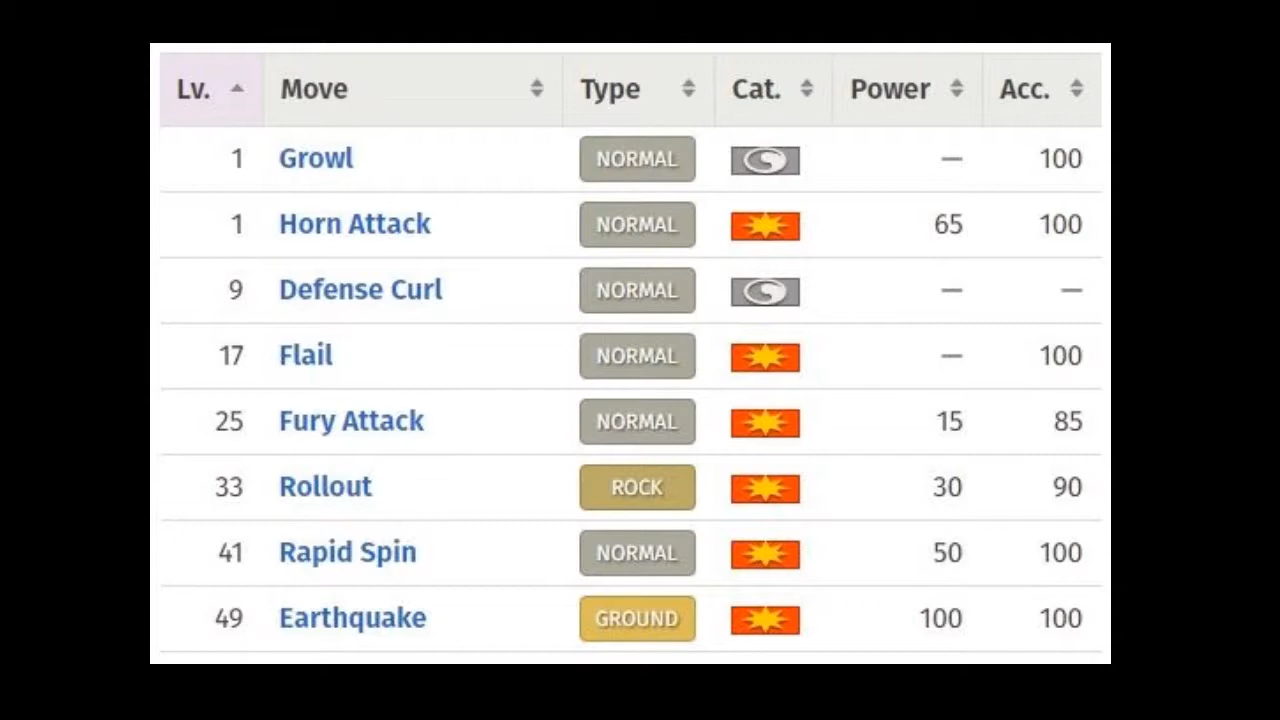 Lv. Move Type Cat. Power Acc.
1 Growl NORMAL — 100
1 Horn Attack NORMAL 65 100
9 Defense Curl NORMAL — —
17 Flail NORMAL — 100
25 Fury Attack NORMAL 15 85
33 Rollout ROCK 30 90
41 Rapid Spin NORMAL 50 100
49 Earthquake GROUND 100 100